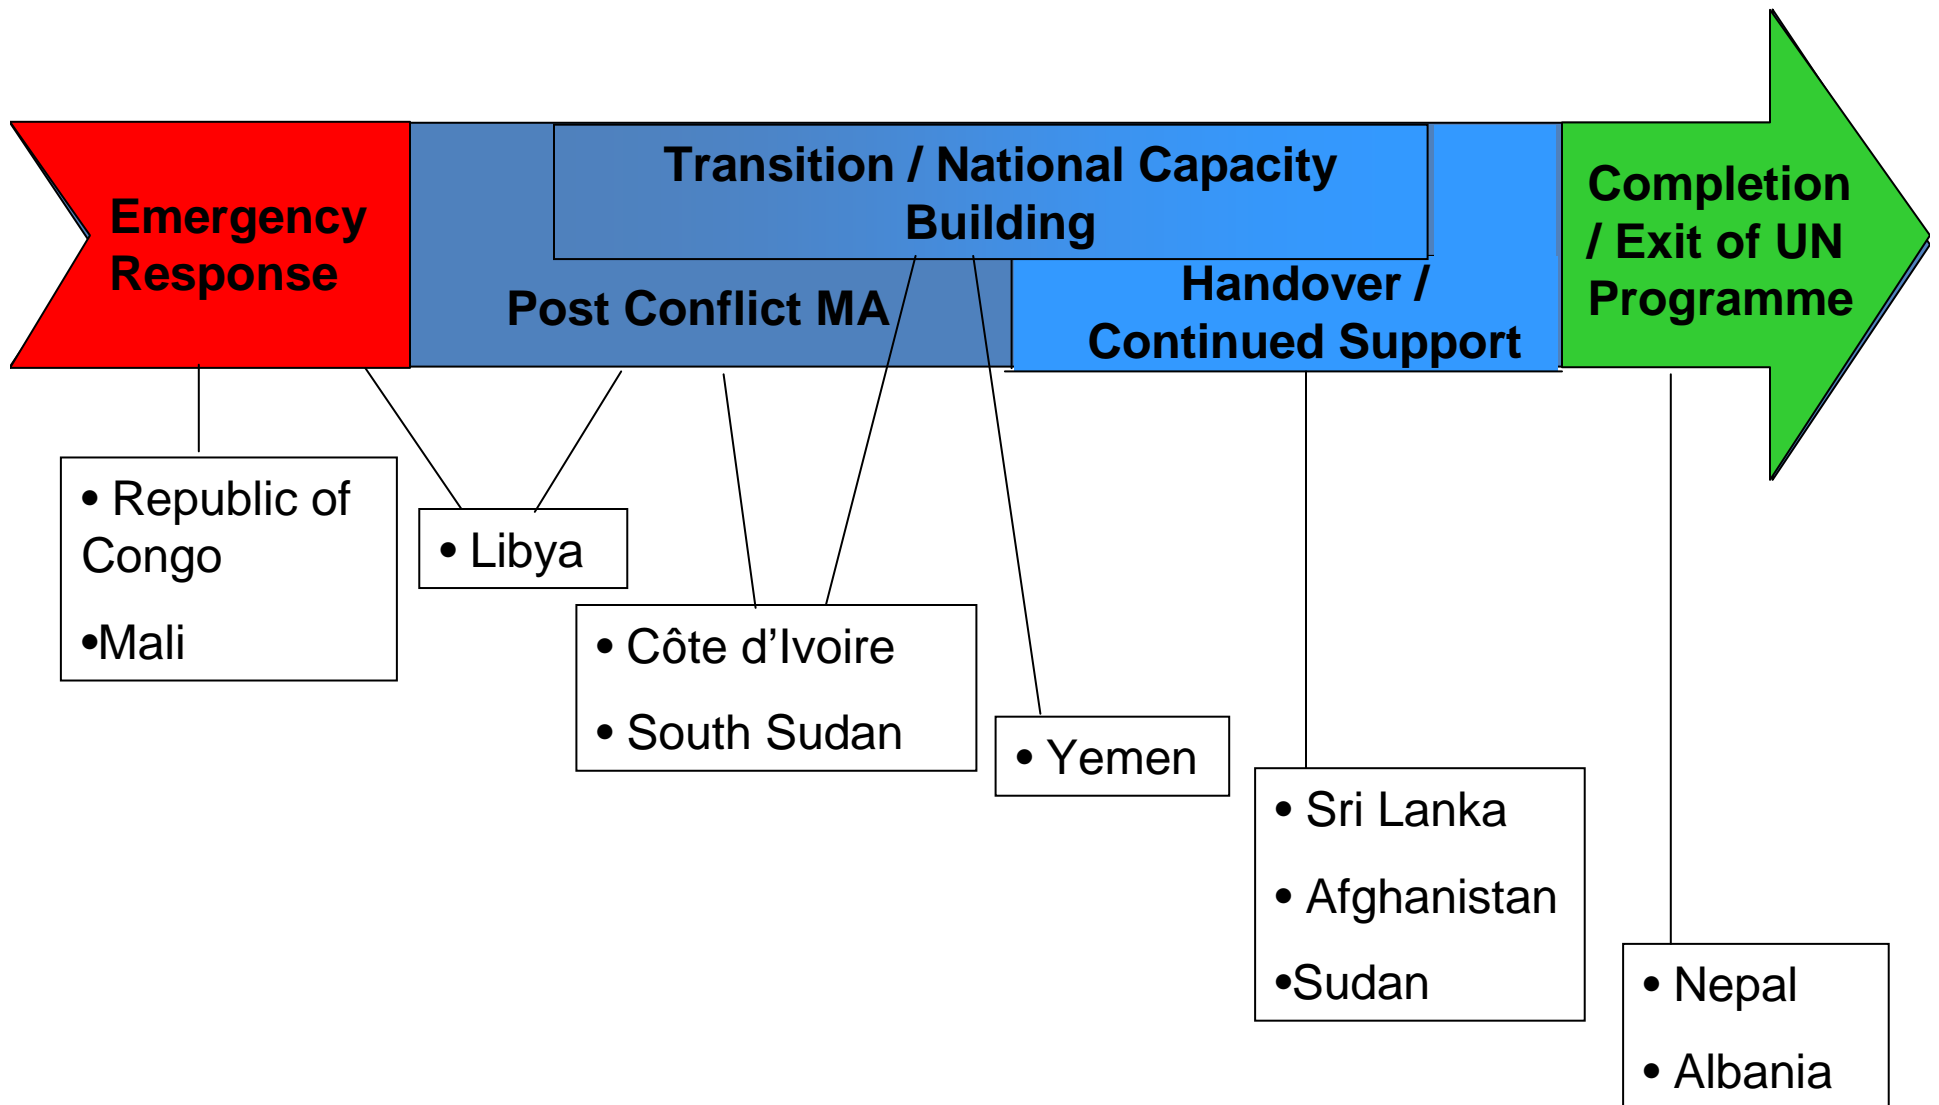 Emergency
Response
Transition / National Capacity
Building
Post Conflict MA
Handover /
Continued Support
Completion
/ Exit of UN
Programme
• Republic of
Congo
•Mali
• Libya
• Côte d’Ivoire
• South Sudan
• Yemen
• Sri Lanka
• Afghanistan
•Sudan
• Nepal
• Albania